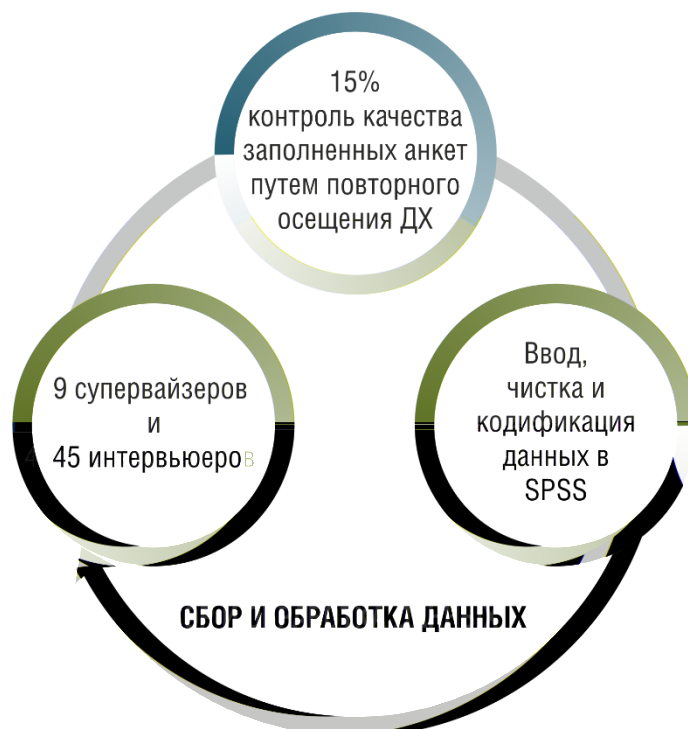 15%
контроль качества
заполненных анкет
путем повторного
осещения ДХ
9 супервайзеров
и
45 интервьюеров
Ввод,
чистка и
кодификация
данных в
SPSS
СБОР И ОБРАБОТКА ДАННЫХ